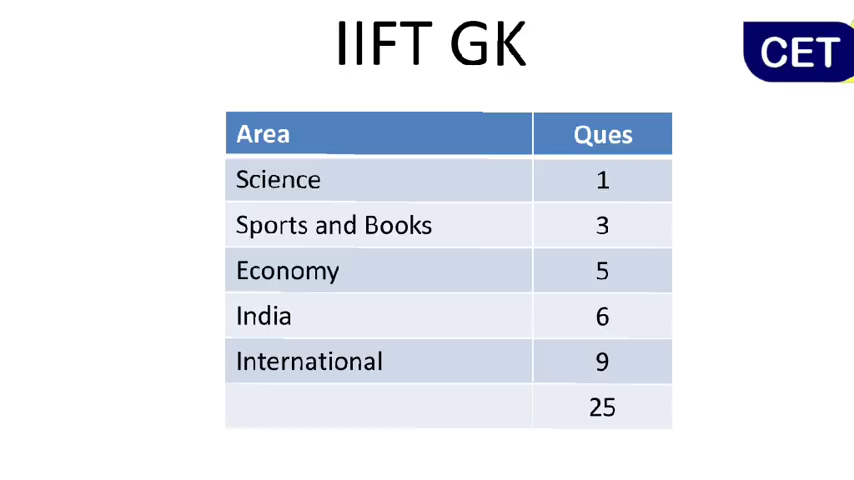 IIFT GK
CET
Area Ques
Science 1
Sports and Books 3
Economy 5
India 6
International 9
25